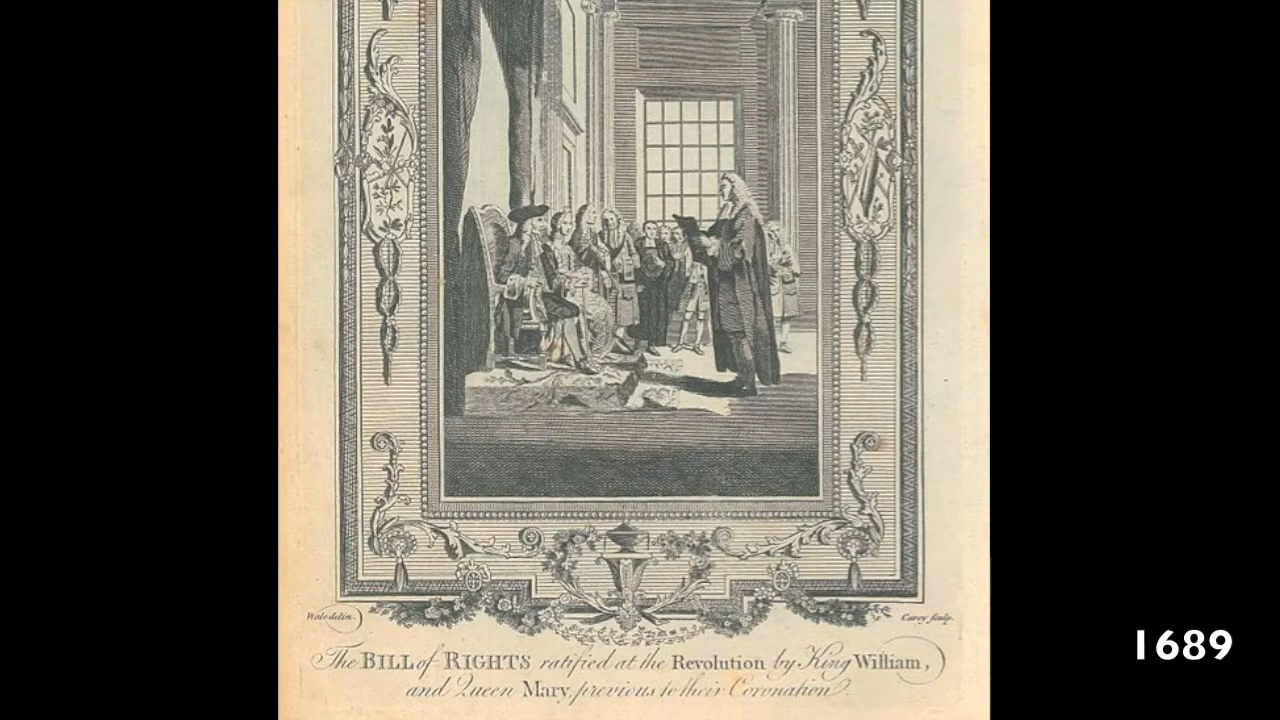 Wale delin.
Carey sculp.
The BILL of RIGHTS ratified at the Revolution by King William,
and Queen Mary, previous to their Coronation.
1689